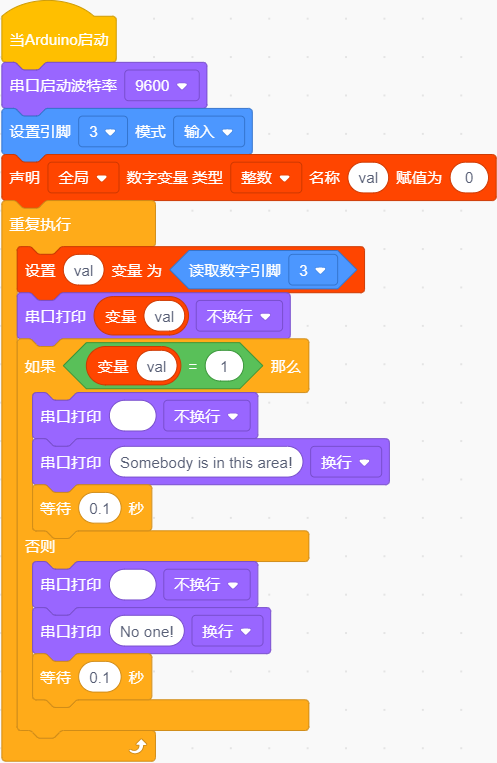 当Arduino启动
串口启动波特率 9600
设置引脚 3 模式 输入
声明 全局 数字变量 类型 整数 名称 val 赋值为 0
重复执行
设置 val 变量 为 读取数字引脚 3
串口打印 变量 val 不换行
如果 变量 val = 1 那么
串口打印 不换行
串口打印 Somebody is in this area! 换行
等待 0.1 秒
否则
串口打印 不换行
串口打印 No one! 换行
等待 0.1 秒